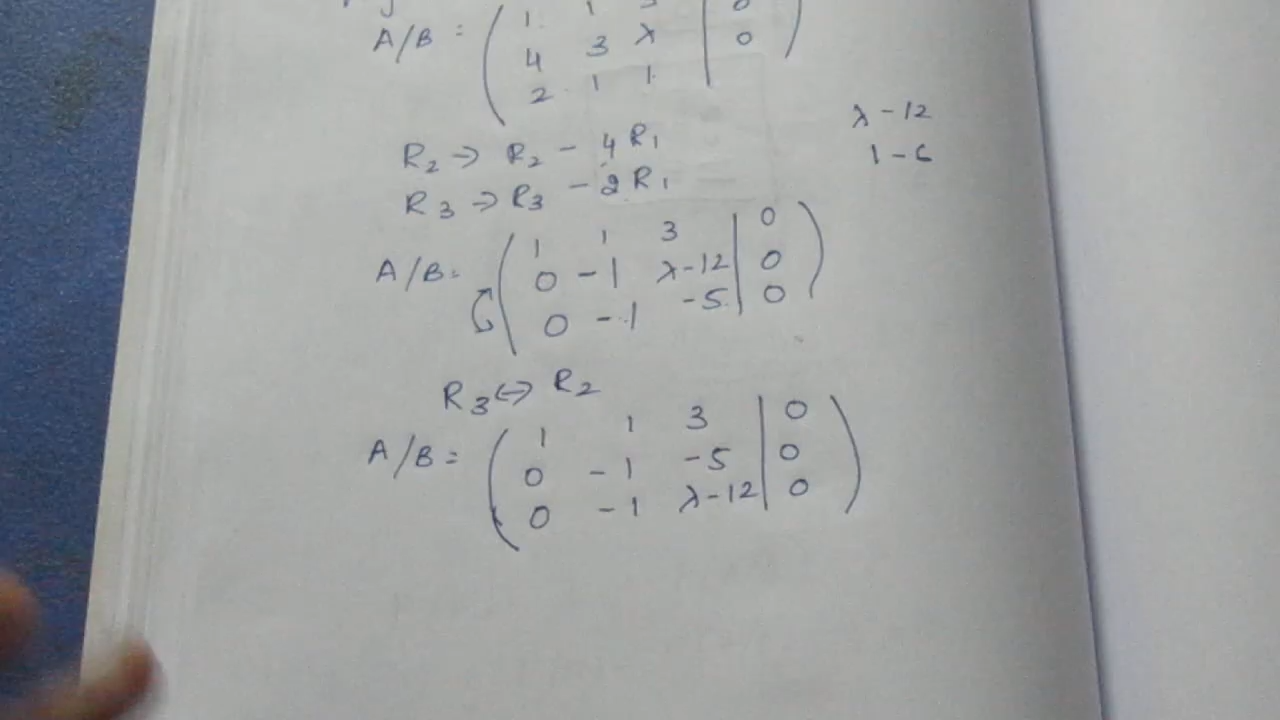 A/B = ( 1 1 3 | 0 )
4 3 λ | 0
2 1 1
λ-12
1-6
R2 → R2 - 4R1
R3 → R3 - 2R1
A/B = ( 1 1 3 | 0 )
0 -1 λ-12 | 0
0 -1 -5 | 0
R3 ↔ R2
A/B = ( 1 1 3 | 0 )
0 -1 -5 | 0
0 -1 λ-12 | 0